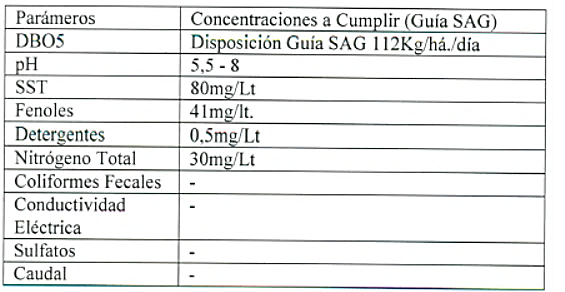 Parámeros Concentraciones a Cumplir (Guía SAG)
DBO5 Disposición Guía SAG 112Kg/há./día
pH 5,5 - 8
SST 80mg/Lt
Fenoles 41mg/lt.
Detergentes 0,5mg/Lt
Nitrógeno Total 30mg/Lt
Coliformes Fecales -
Conductividad -
Eléctrica
Sulfatos -
Caudal -